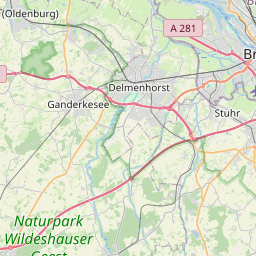 (Oldenburg)
A 281
Br
Delmenhorst
Ganderkesee
Stuhr
Naturpark
Wildeshauser
Geest